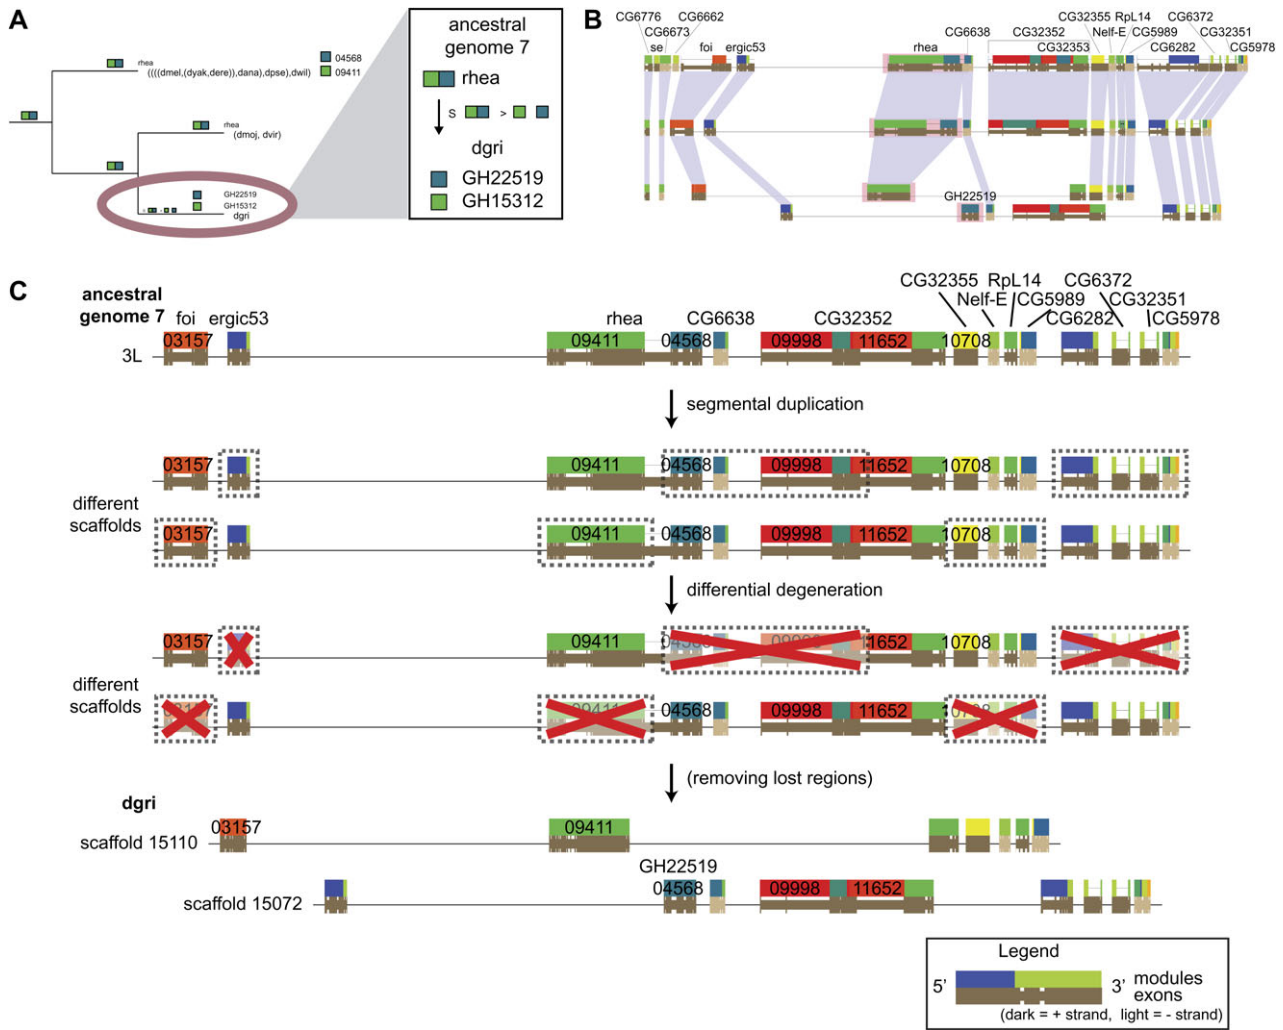 A
rhea
((((dmel,(dyak,dere)),dana),dpse),dwil)
04568
09411
rhea
(dmoj, dvir)
GH22519
GH15312
dgri
ancestral
genome 7
rhea
S >
dgri
GH22519
GH15312
B
CG6776 CG6662 CG32355 RpL14 CG6372
CG6673 CG6638 CG32352 Nelf-E CG5989 CG32351
se foi ergic53 rhea CG32353 CG6282 CG5978
GH22519
C
ancestral
genome 7
3L
foi ergic53 rhea CG6638 CG32352
CG32355 RpL14 CG6372
Nelf-E CG5989 CG32351
CG6282 CG5978
03157 09411 04568 09998 11652 10708
segmental duplication
03157 09411 04568 09998 11652 10708
different
scaffolds
03157 09411 04568 09998 11652 10708
differential degeneration
03157 09411 04568 09998 11652 10708
different
scaffolds
03157 09411 04568 09998 11652 10708
(removing lost regions)
dgri
03157 09411
scaffold 15110
GH22519
04568 09998 11652
scaffold 15072
Legend
5’ 3’ modules
exons
(dark = + strand, light = - strand)